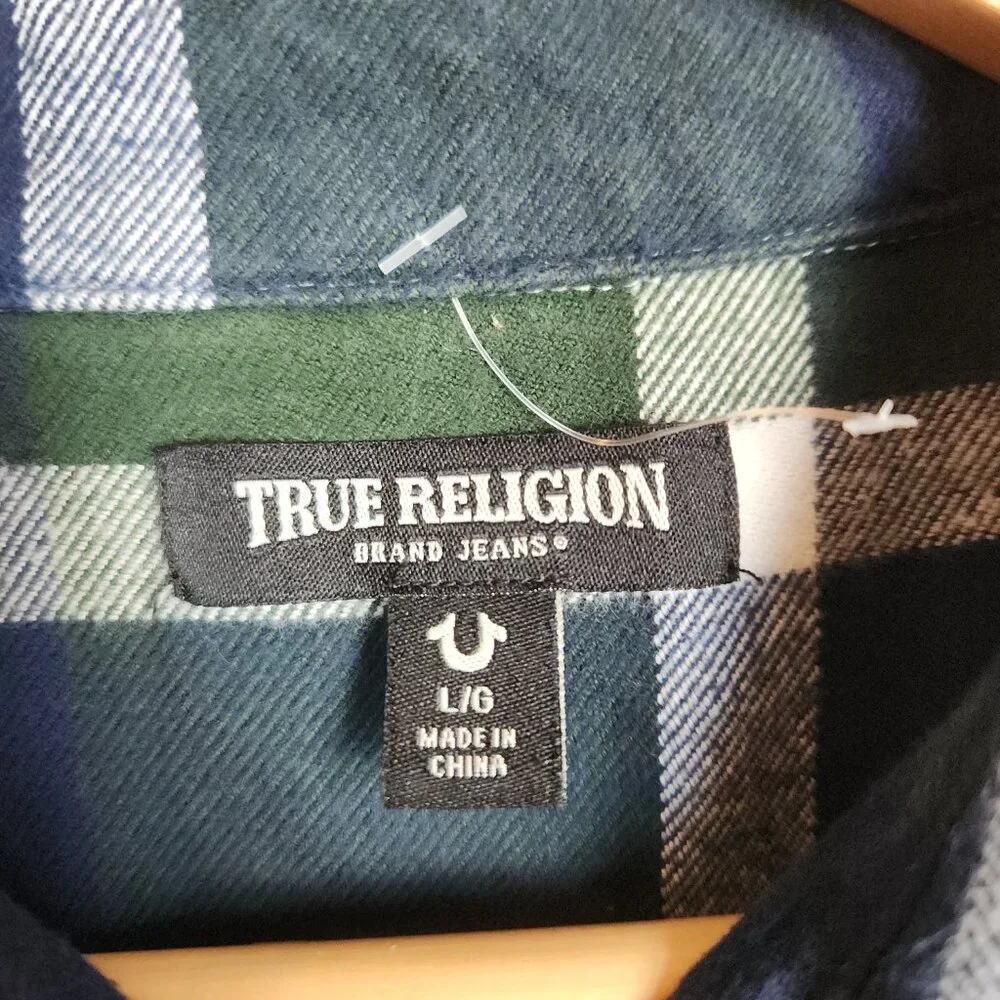 TRUE RELIGION
BRAND JEANS®
L/G
MADE IN
CHINA